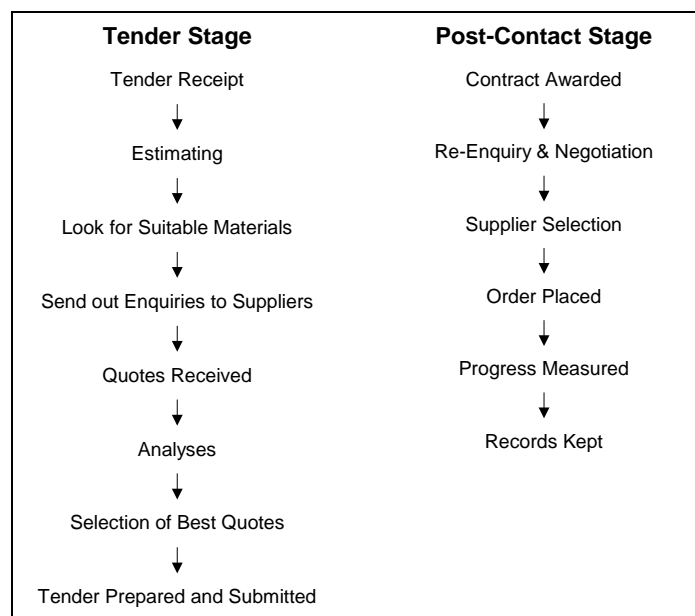 Tender Stage
Tender Receipt
Estimating
Look for Suitable Materials
Send out Enquiries to Suppliers
Quotes Received
Analyses
Selection of Best Quotes
Tender Prepared and Submitted
Post-Contact Stage
Contract Awarded
Re-Enquiry & Negotiation
Supplier Selection
Order Placed
Progress Measured
Records Kept